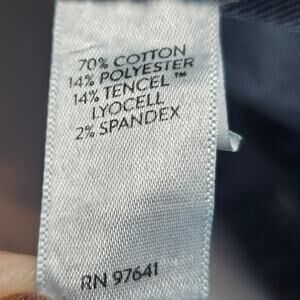 70% COTTON
14% POLYESTER
14% TENCEL™
LYOCELL
2% SPANDEX
RN 97641